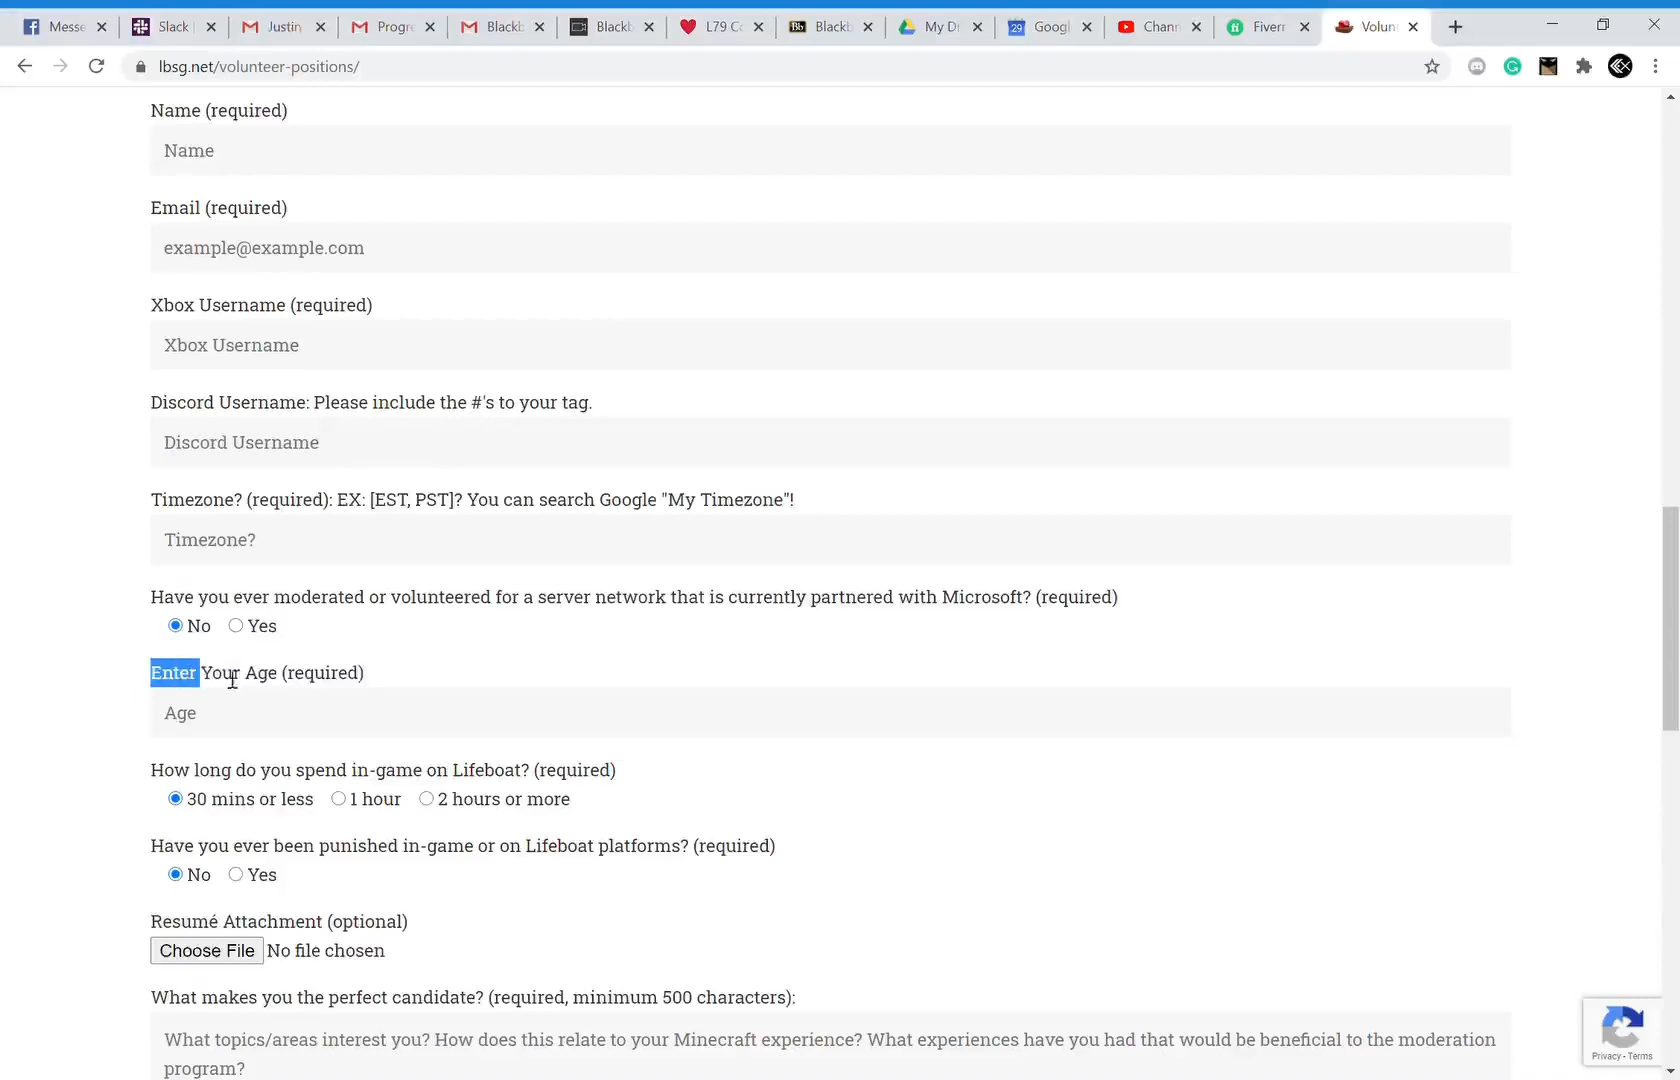 Messe Slack Justin Progre Blackb Blackb L79 Co Bb Blackb My Dr 29 Googl Chann fi Fiverr Volun
lbsg.net/volunteer-positions/
Name (required)
Name
Email (required)
example@example.com
Xbox Username (required)
Xbox Username
Discord Username: Please include the #'s to your tag.
Discord Username
Timezone? (required): EX: [EST, PST]? You can search Google "My Timezone"!
Timezone?
Have you ever moderated or volunteered for a server network that is currently partnered with Microsoft? (required)
No Yes
Enter Your Age (required)
Age
How long do you spend in-game on Lifeboat? (required)
30 mins or less 1 hour 2 hours or more
Have you ever been punished in-game or on Lifeboat platforms? (required)
No Yes
Resumé Attachment (optional)
Choose File No file chosen
What makes you the perfect candidate? (required, minimum 500 characters):
What topics/areas interest you? How does this relate to your Minecraft experience? What experiences have you had that would be beneficial to the moderation
program?
Privacy - Terms